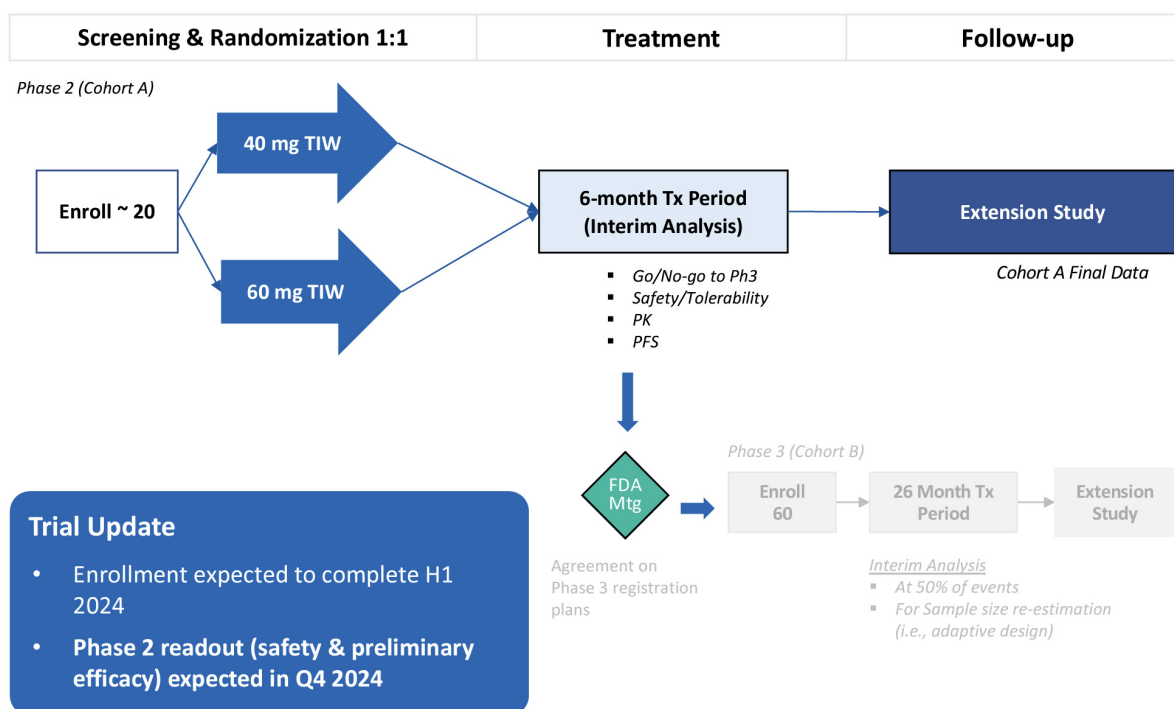 Screening & Randomization 1:1
Treatment
Follow-up
Phase 2 (Cohort A)
40 mg TIW
Enroll ~ 20
60 mg TIW
6-month Tx Period
(Interim Analysis)
Extension Study
Cohort A Final Data
▪ Go/No-go to Ph3
▪ Safety/Tolerability
▪ PK
▪ PFS
FDA
Mtg
Agreement on
Phase 3 registration
plans
Phase 3 (Cohort B)
Enroll
60
26 Month Tx
Period
Extension
Study
Interim Analysis
▪ At 50% of events
▪ For Sample size re-estimation
(i.e., adaptive design)
Trial Update
• Enrollment expected to complete H1
2024
• Phase 2 readout (safety & preliminary
efficacy) expected in Q4 2024